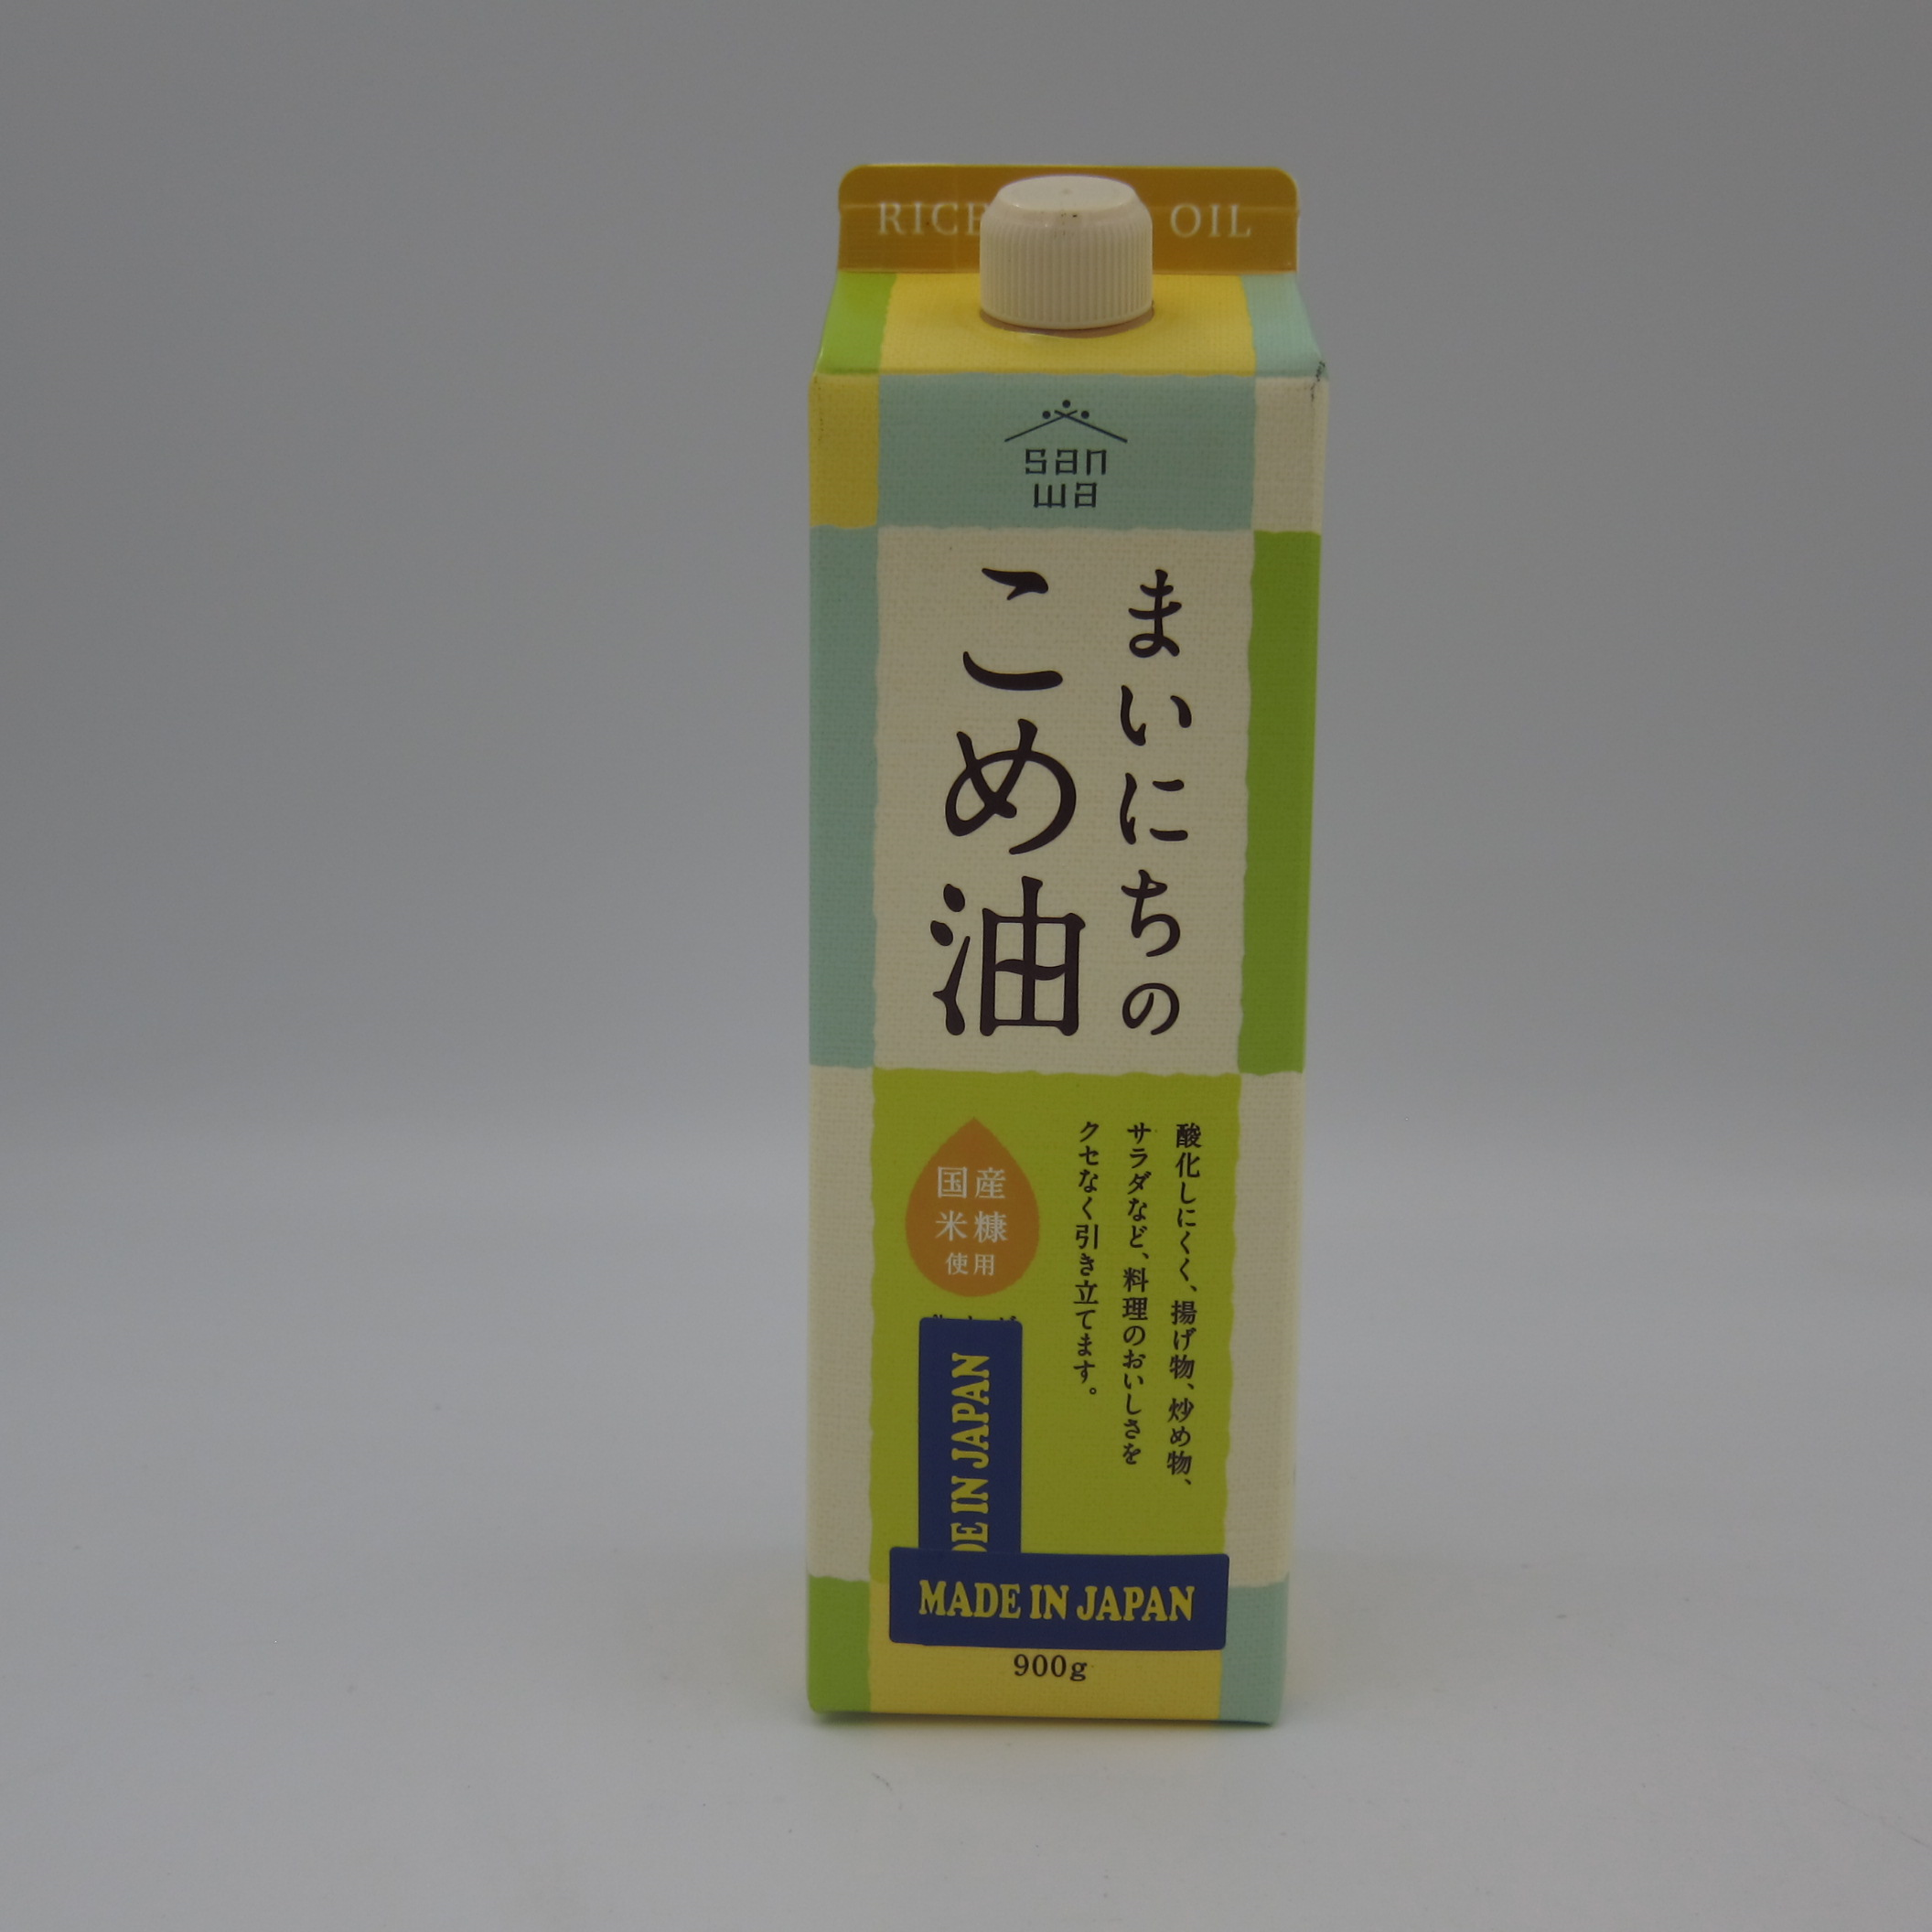 RICE OIL
san
wa
まいにちの
こめ油
酸化しにくく、揚げ物、炒め物、
サラダなど、料理のおいしさを
クセなく引き立てます。
国産
米糠
使用
IN JAPAN
MADE IN JAPAN
900g